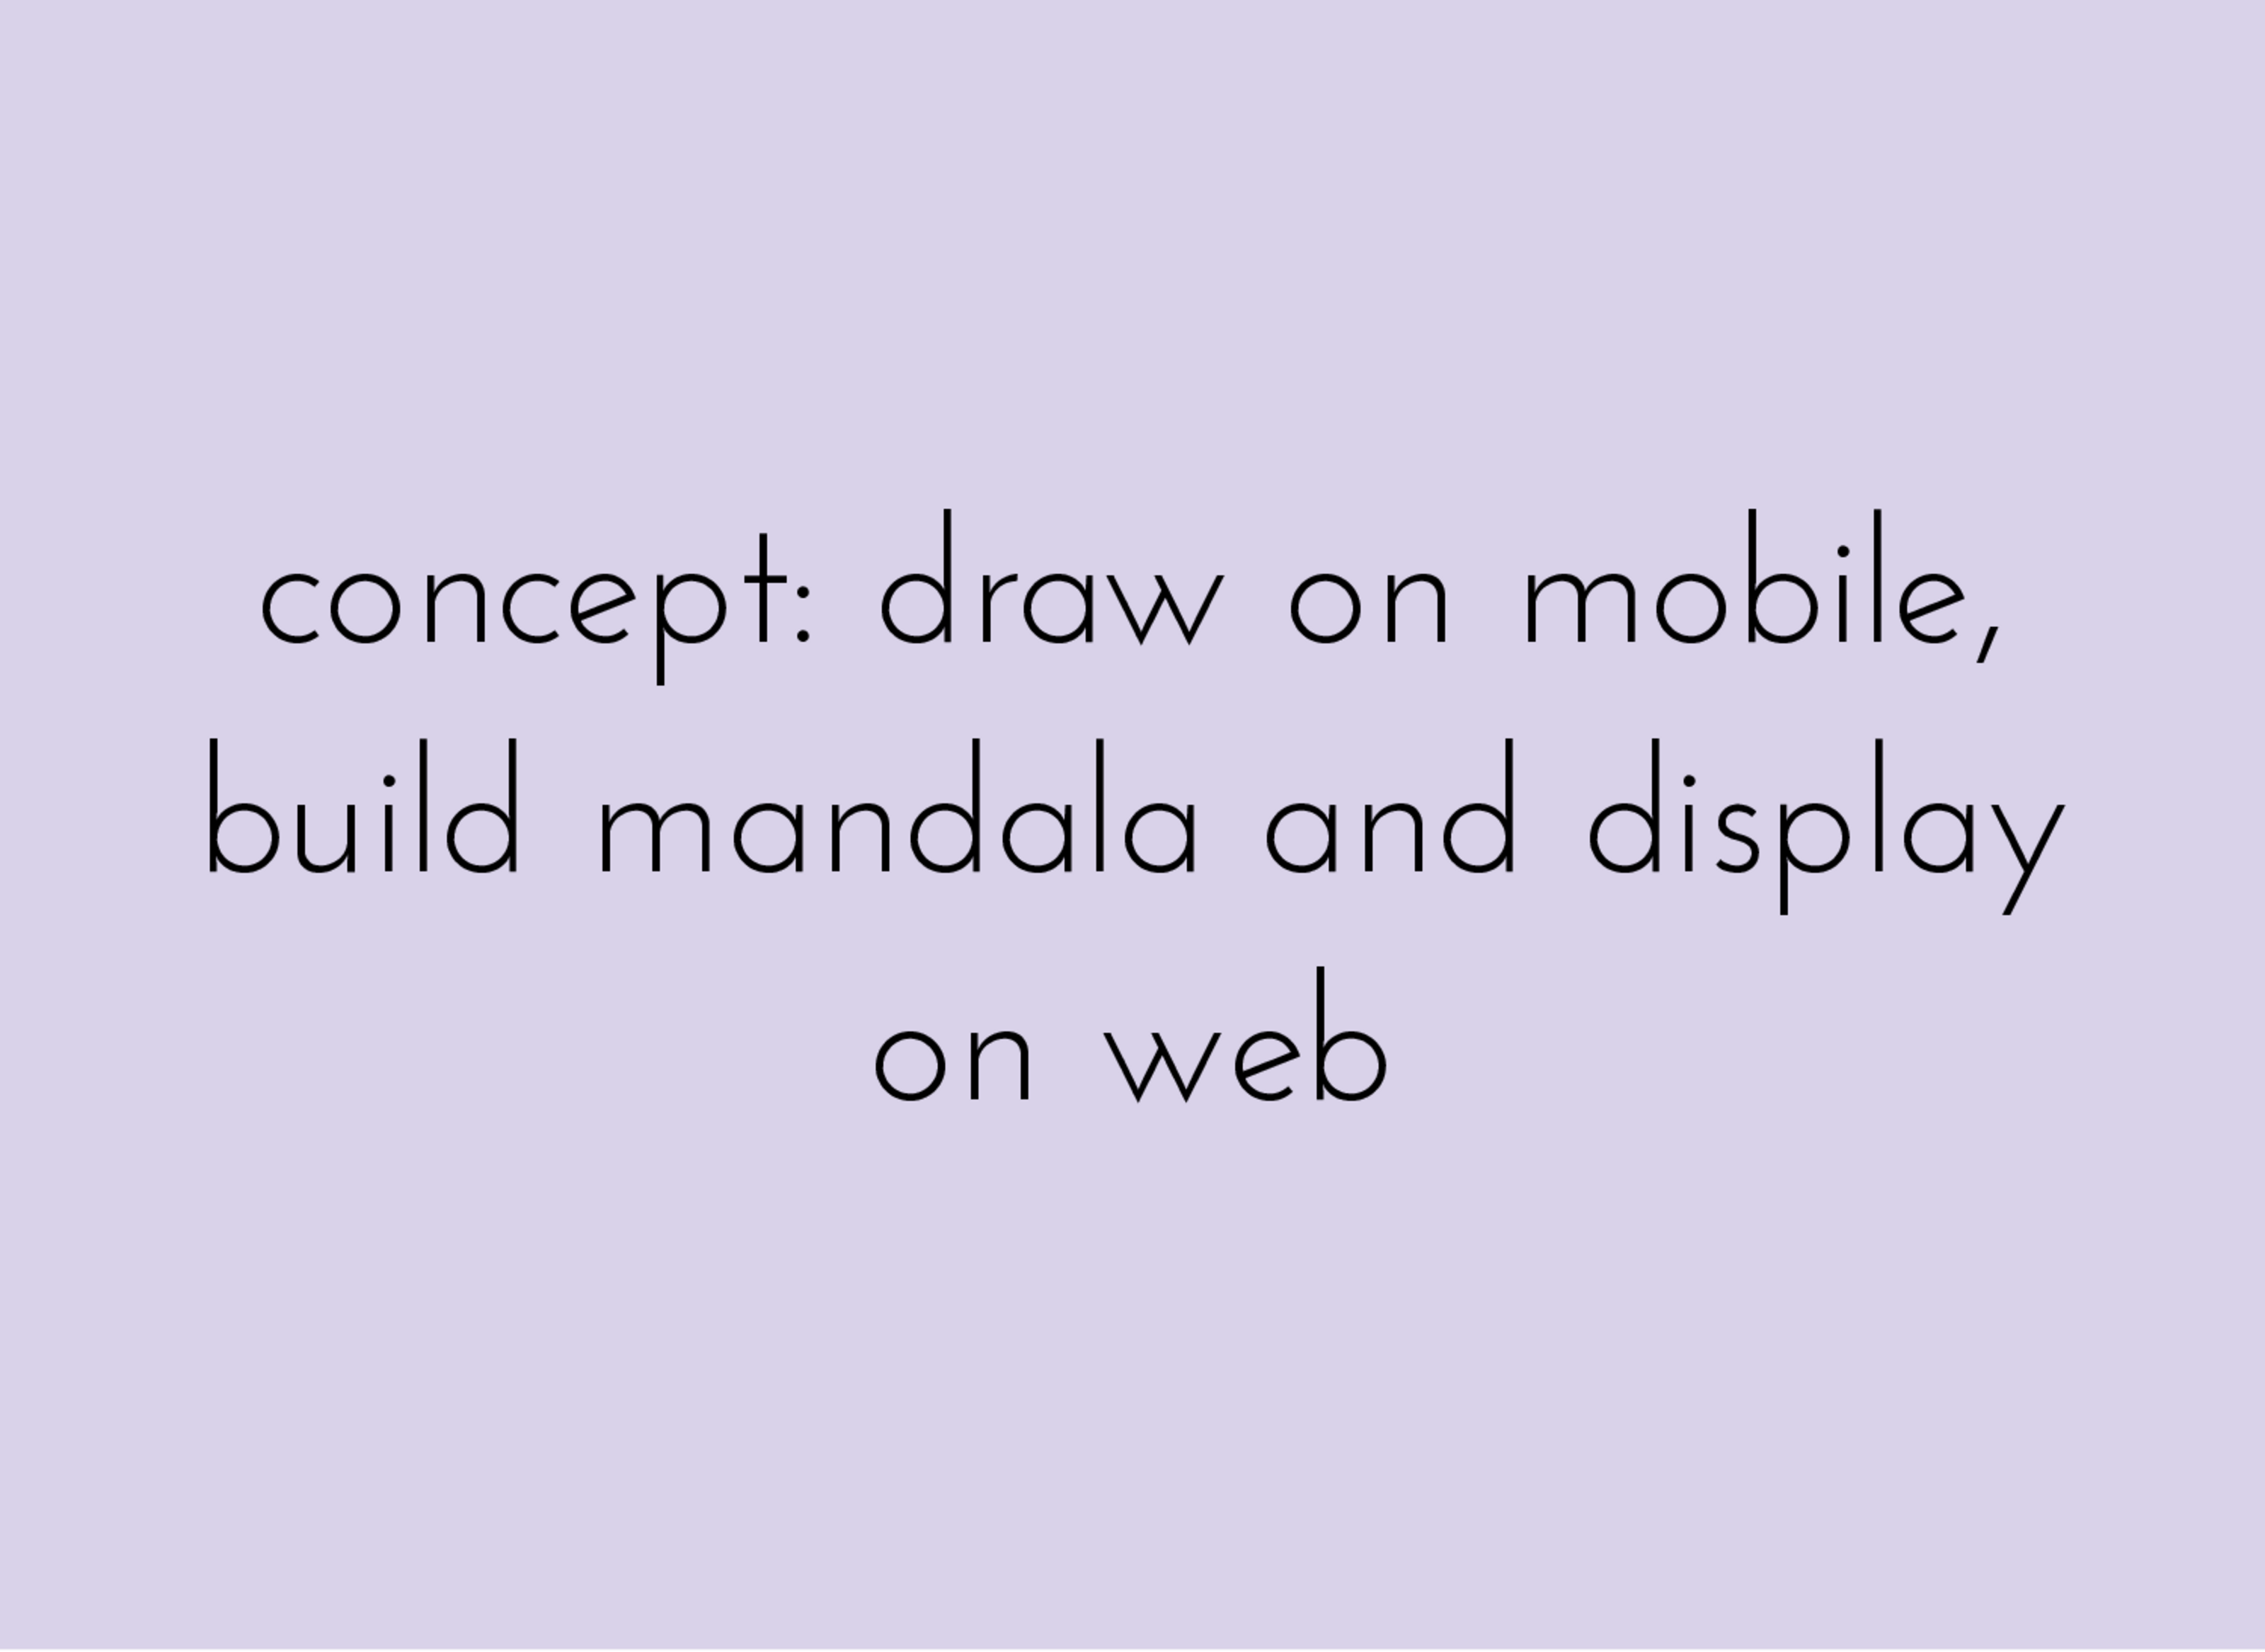 concept: draw on mobile,
build mandala and display
on web